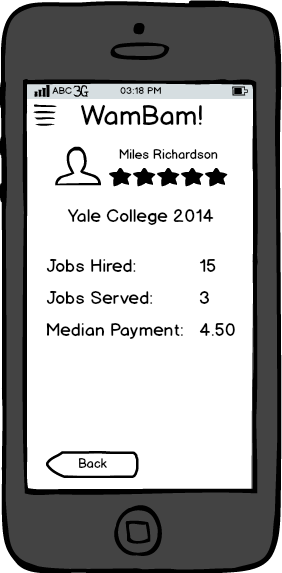 ABC 3G 03:18 PM
WamBam!
Miles Richardson
Yale College 2014
Jobs Hired: 15
Jobs Served: 3
Median Payment: 4.50
Back